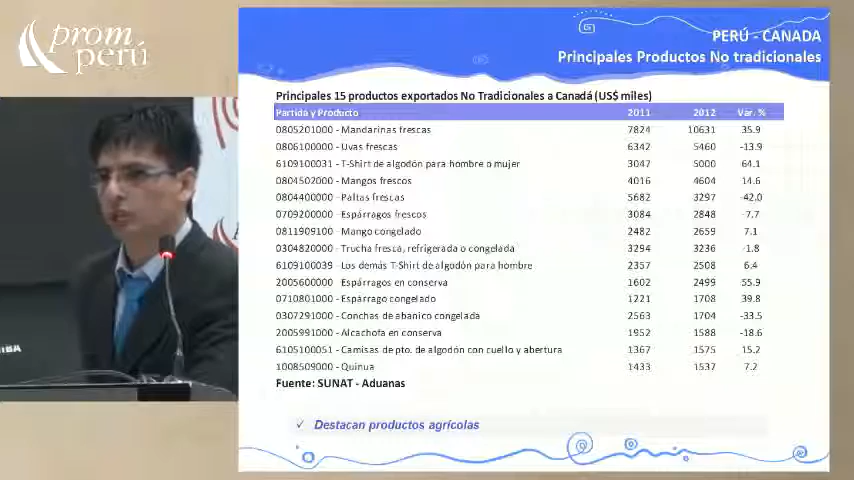 prom
perú
PERÚ - CANADA
Principales Productos No tradicionales
Principales 15 productos exportados No Tradicionales a Canadá (US$ miles)
Partida y Producto 2011 2012 Var. %
0805201000 - Mandarinas frescas 7824 10631 35.9
0806100000 - Uvas frescas 6342 5460 -13.9
6109100031 - T-Shirt de algodón para hombre o mujer 3047 5000 64.1
0804502000 - Mangos frescos 4016 4604 14.6
0804400000 - Paltas frescas 5682 3297 -42.0
0709200000 - Espárragos frescos 3084 2848 -7.7
0811909100 - Mango congelado 2482 2659 7.1
0304820000 - Trucha fresca, refrigerada o congelada 3294 3236 -1.8
6109100039 - Los demás T-Shirt de algodón para hombre 2357 2508 6.4
2005600000 - Espárragos en conserva 1602 2499 55.9
0710801000 - Espárrago congelado 1221 1708 39.8
0307291000 - Conchas de abanico congelada 2563 1704 -33.5
2005991000 - Alcachofa en conserva 1952 1588 -18.6
6105100051 - Camisas de pto. de algodón con cuello y abertura 1367 1575 15.2
1008509000 - Quinua 1433 1537 7.2
Fuente: SUNAT - Aduanas
✓ Destacan productos agrícolas